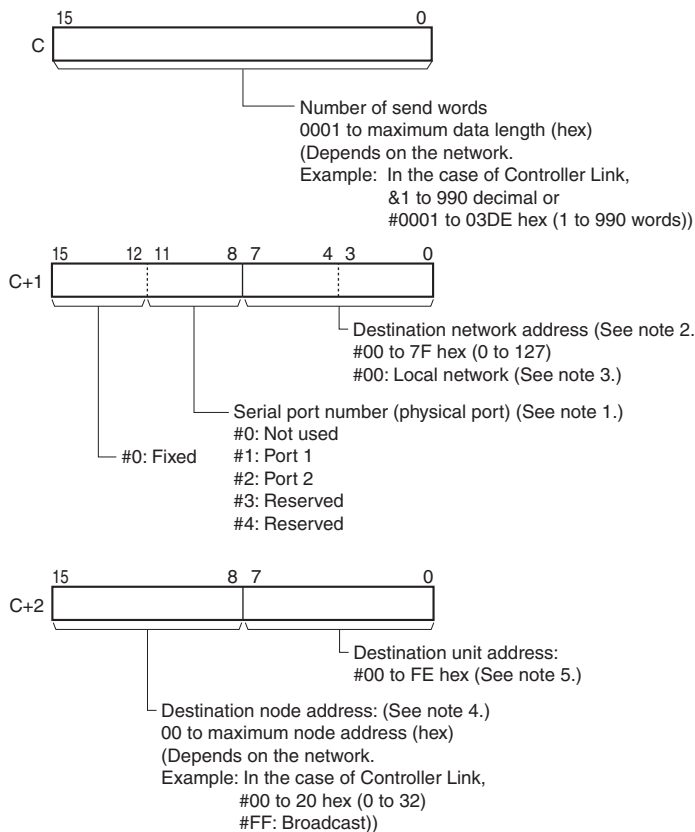 15 0
C
Number of send words
0001 to maximum data length (hex)
(Depends on the network.
Example: In the case of Controller Link,
&1 to 990 decimal or
#0001 to 03DE hex (1 to 990 words))
15 12 11 8 7 4 3 0
C+1
Destination network address (See note 2.
#00 to 7F hex (0 to 127)
#00: Local network (See note 3.)
Serial port number (physical port) (See note 1.)
#0: Not used
#0: Fixed
#1: Port 1
#2: Port 2
#3: Reserved
#4: Reserved
15 8 7 0
C+2
Destination unit address:
#00 to FE hex (See note 5.)
Destination node address: (See note 4.)
00 to maximum node address (hex)
(Depends on the network.
Example: In the case of Controller Link,
#00 to 20 hex (0 to 32)
#FF: Broadcast))